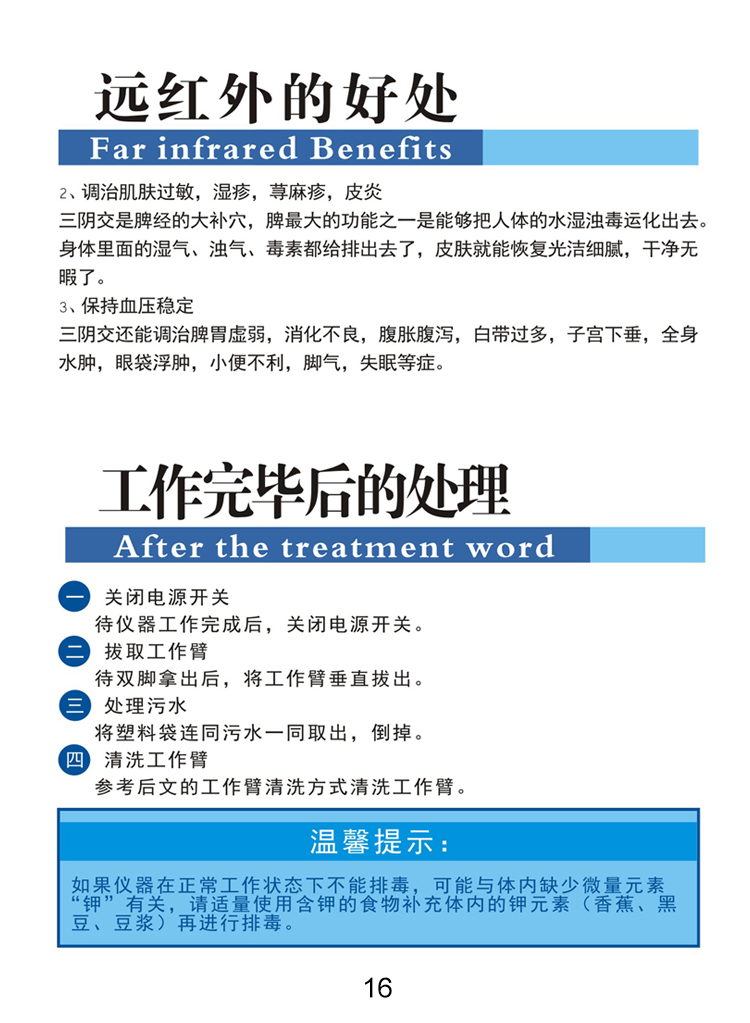 远红外的好处
Far infrared Benefits
2、调治肌肤过敏，湿疹，荨麻疹，皮炎
三阴交是脾经的大补穴，脾最大的功能之一是能够把人体的水湿浊毒运化出去。
身体里面的湿气、浊气、毒素都给排出去了，皮肤就能恢复光洁细腻，干净无
暇了。
3、保持血压稳定
三阴交还能调治脾胃虚弱，消化不良，腹胀腹泻，白带过多，子宫下垂，全身
水肿，眼袋浮肿，小便不利，脚气，失眠等症。
工作完毕后的处理
After the treatment word
一 关闭电源开关
待仪器工作完成后，关闭电源开关。
二 拔取工作臂
待双脚拿出后，将工作臂垂直拔出。
三 处理污水
将塑料袋连同污水一同取出，倒掉。
四 清洗工作臂
参考后文的工作臂清洗方式清洗工作臂。
温馨提示：
如果仪器在正常工作状态下不能排毒，可能与体内缺少微量元素
“钾”有关，请适量使用含钾的食物补充体内的钾元素（香蕉、黑
豆、豆浆）再进行排毒。
16